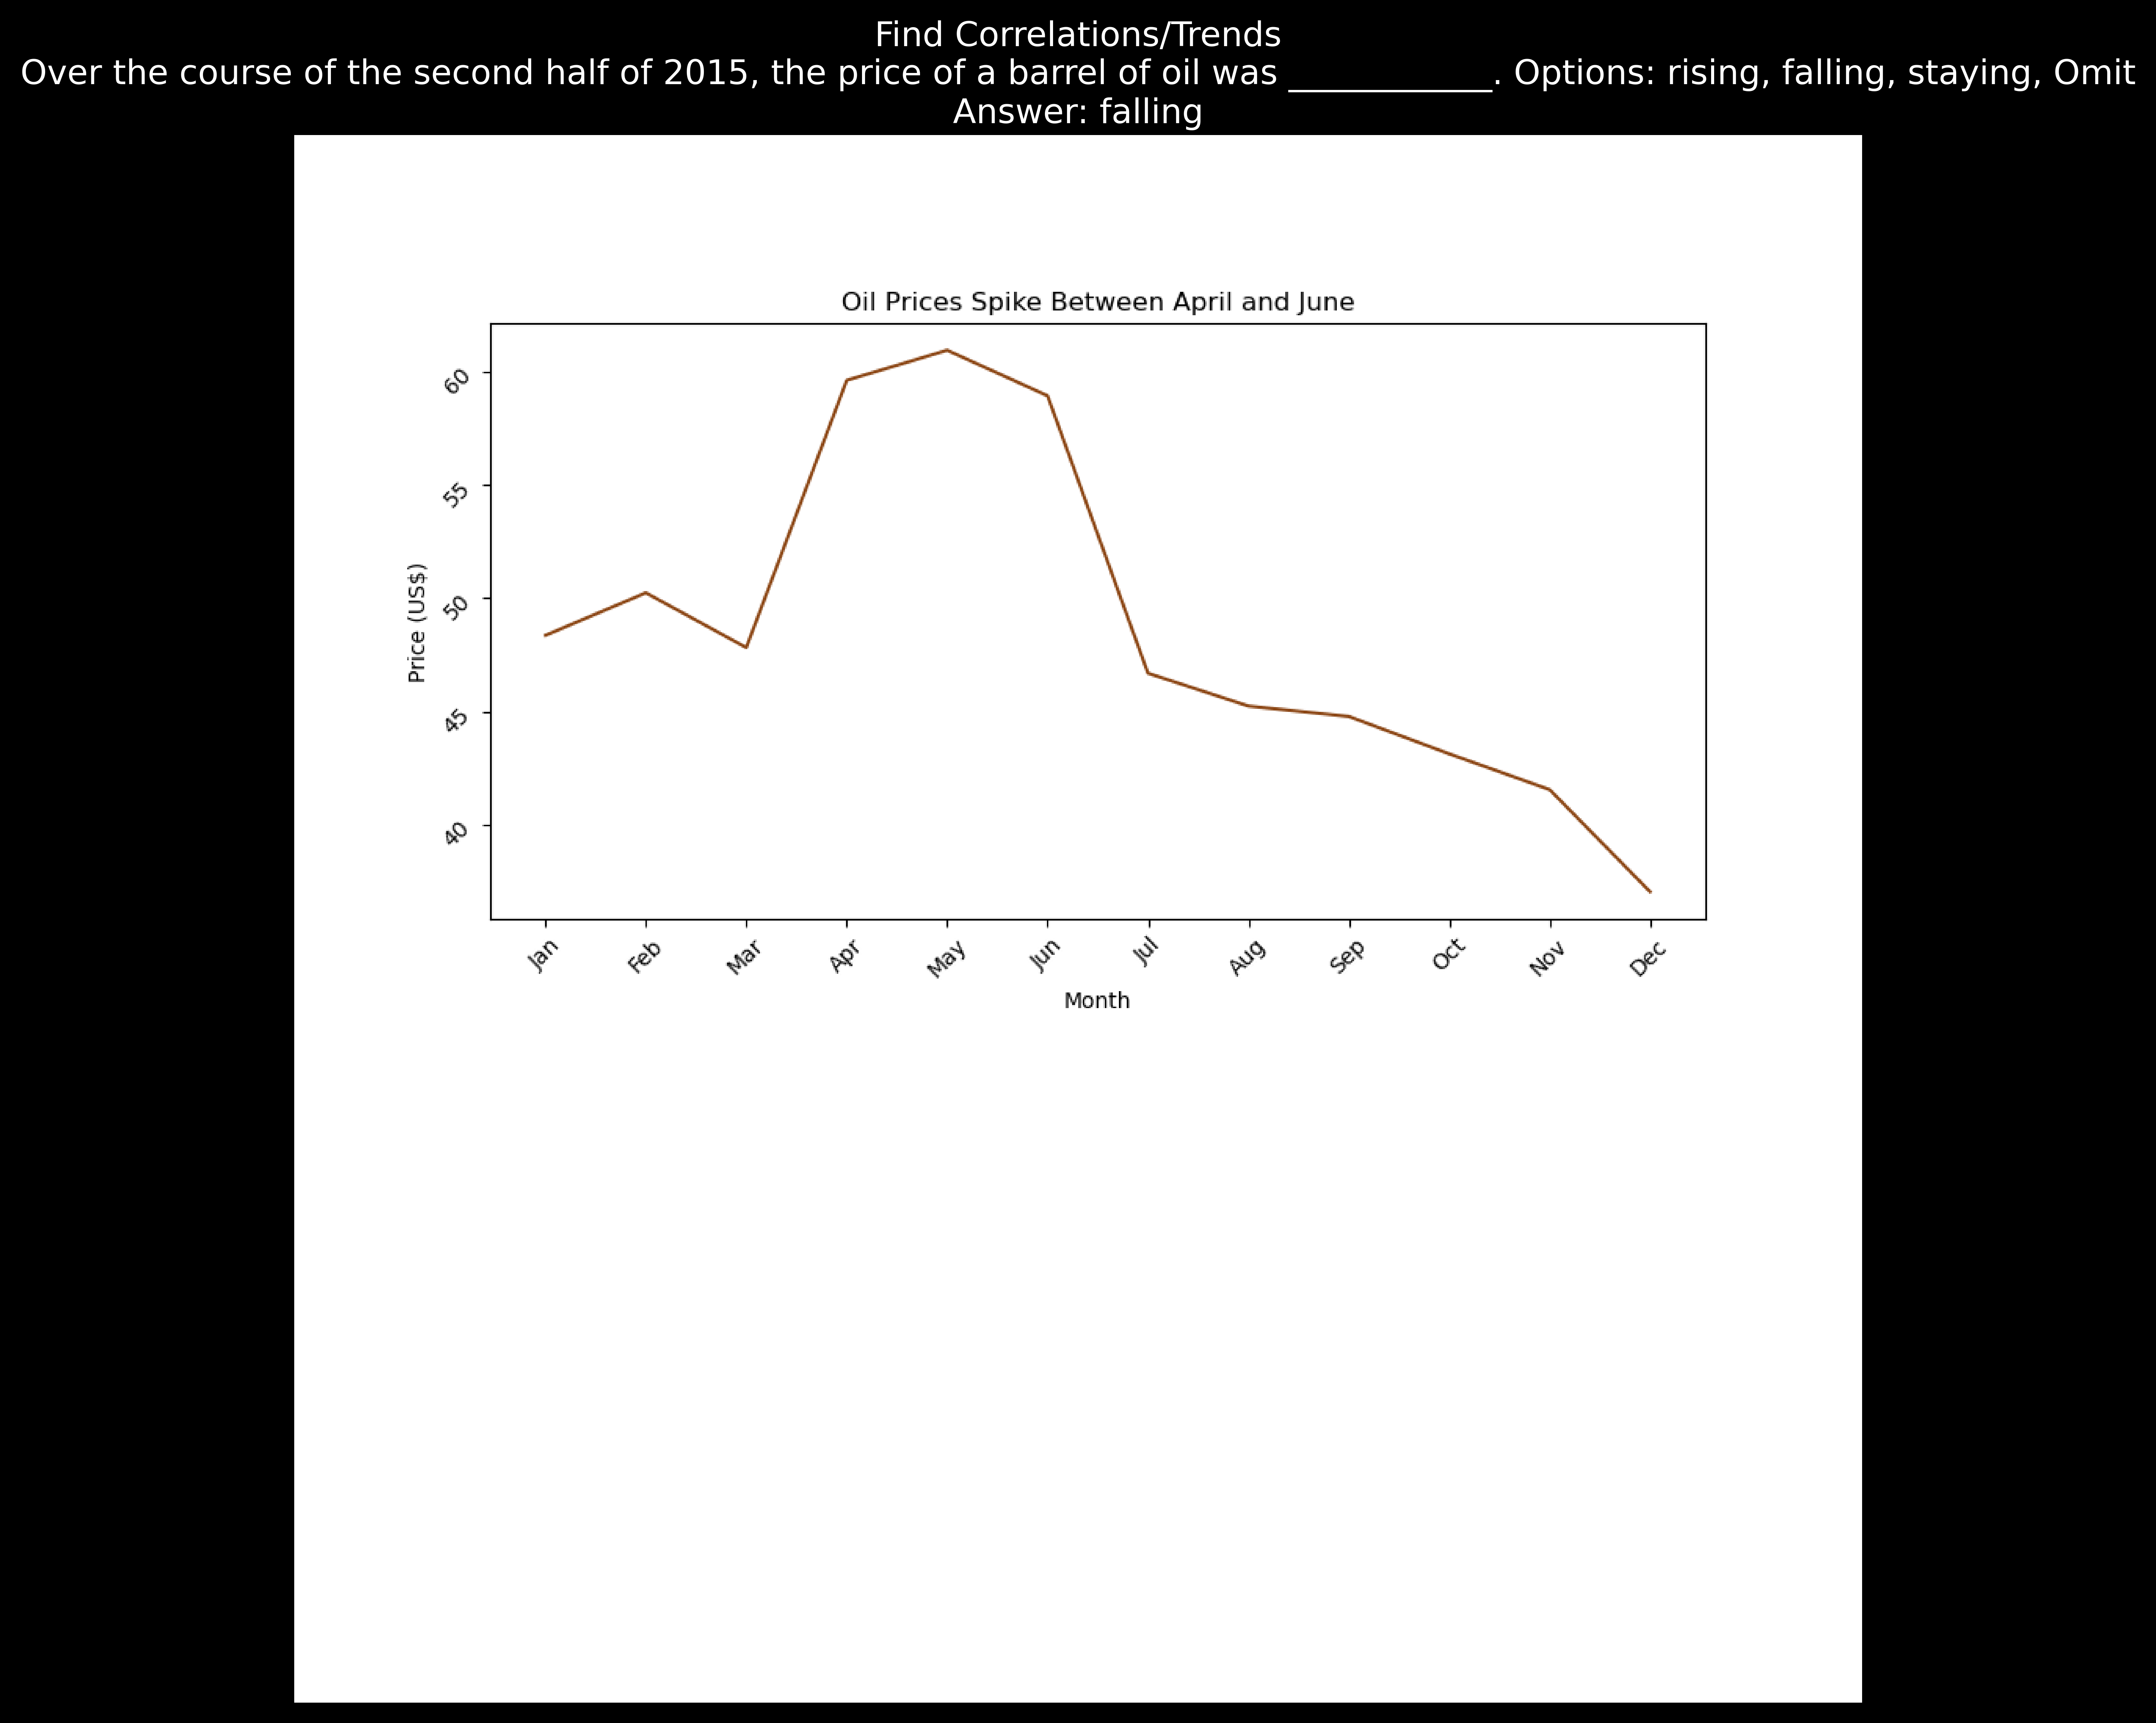 Find Correlations/Trends
Over the course of the second half of 2015, the price of a barrel of oil was ____________. Options: rising, falling, staying, Omit
Answer: falling
Oil Prices Spike Between April and June
60
55
50
45
40
Price (US$)
Jan Feb Mar Apr May Jun Jul Aug Sep Oct Nov Dec
Month